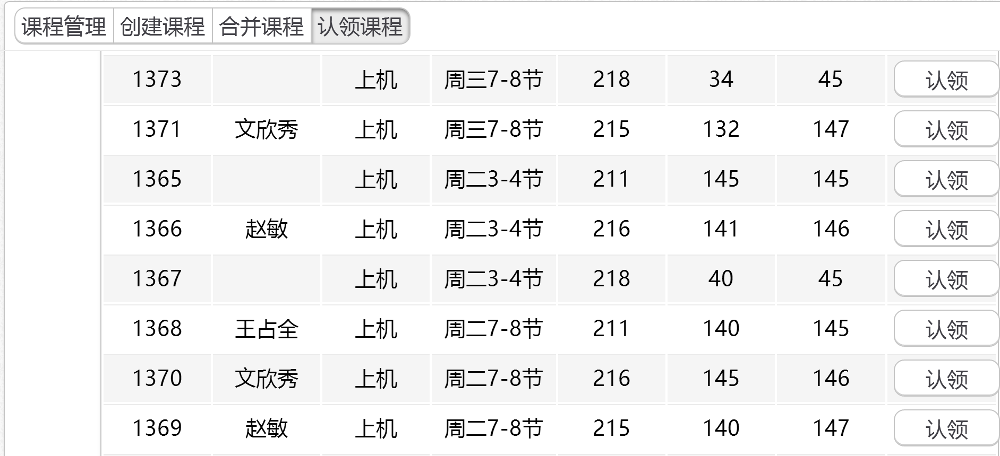 课程管理 创建课程 合并课程 认领课程
1373 上机 周三7-8节 218 34 45 认领
1371 文欣秀 上机 周三7-8节 215 132 147 认领
1365 上机 周二3-4节 211 145 145 认领
1366 赵敏 上机 周二3-4节 216 141 146 认领
1367 上机 周二3-4节 218 40 45 认领
1368 王占全 上机 周二7-8节 211 140 145 认领
1370 文欣秀 上机 周二7-8节 216 145 146 认领
1369 赵敏 上机 周二7-8节 215 140 147 认领